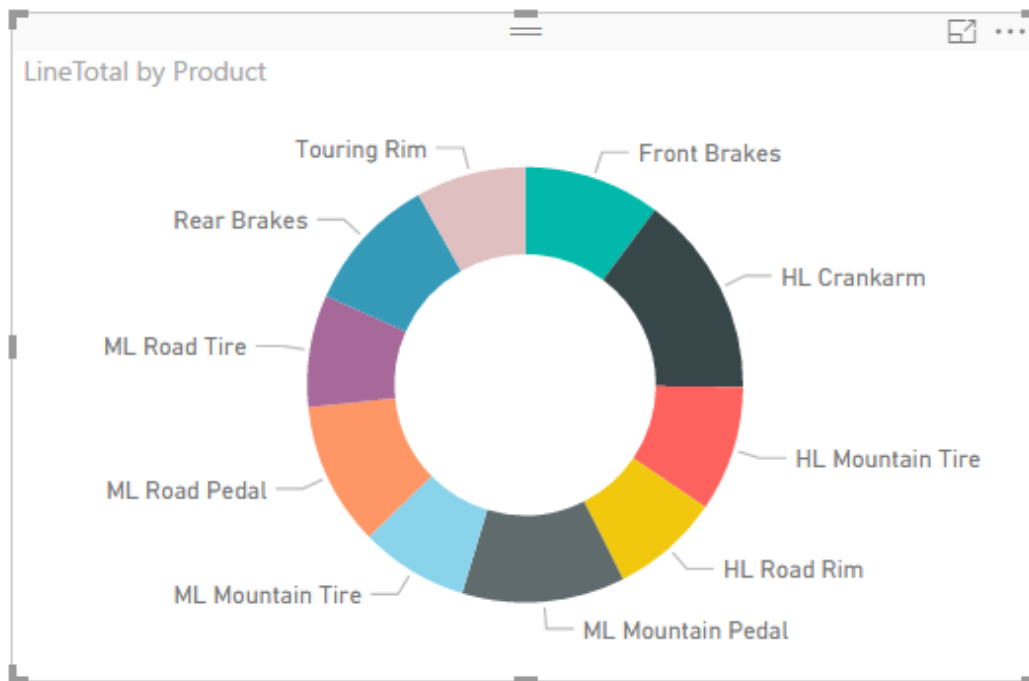 LineTotal by Product
Touring Rim
Front Brakes
Rear Brakes
HL Crankarm
ML Road Tire
HL Mountain Tire
ML Road Pedal
HL Road Rim
ML Mountain Tire
ML Mountain Pedal